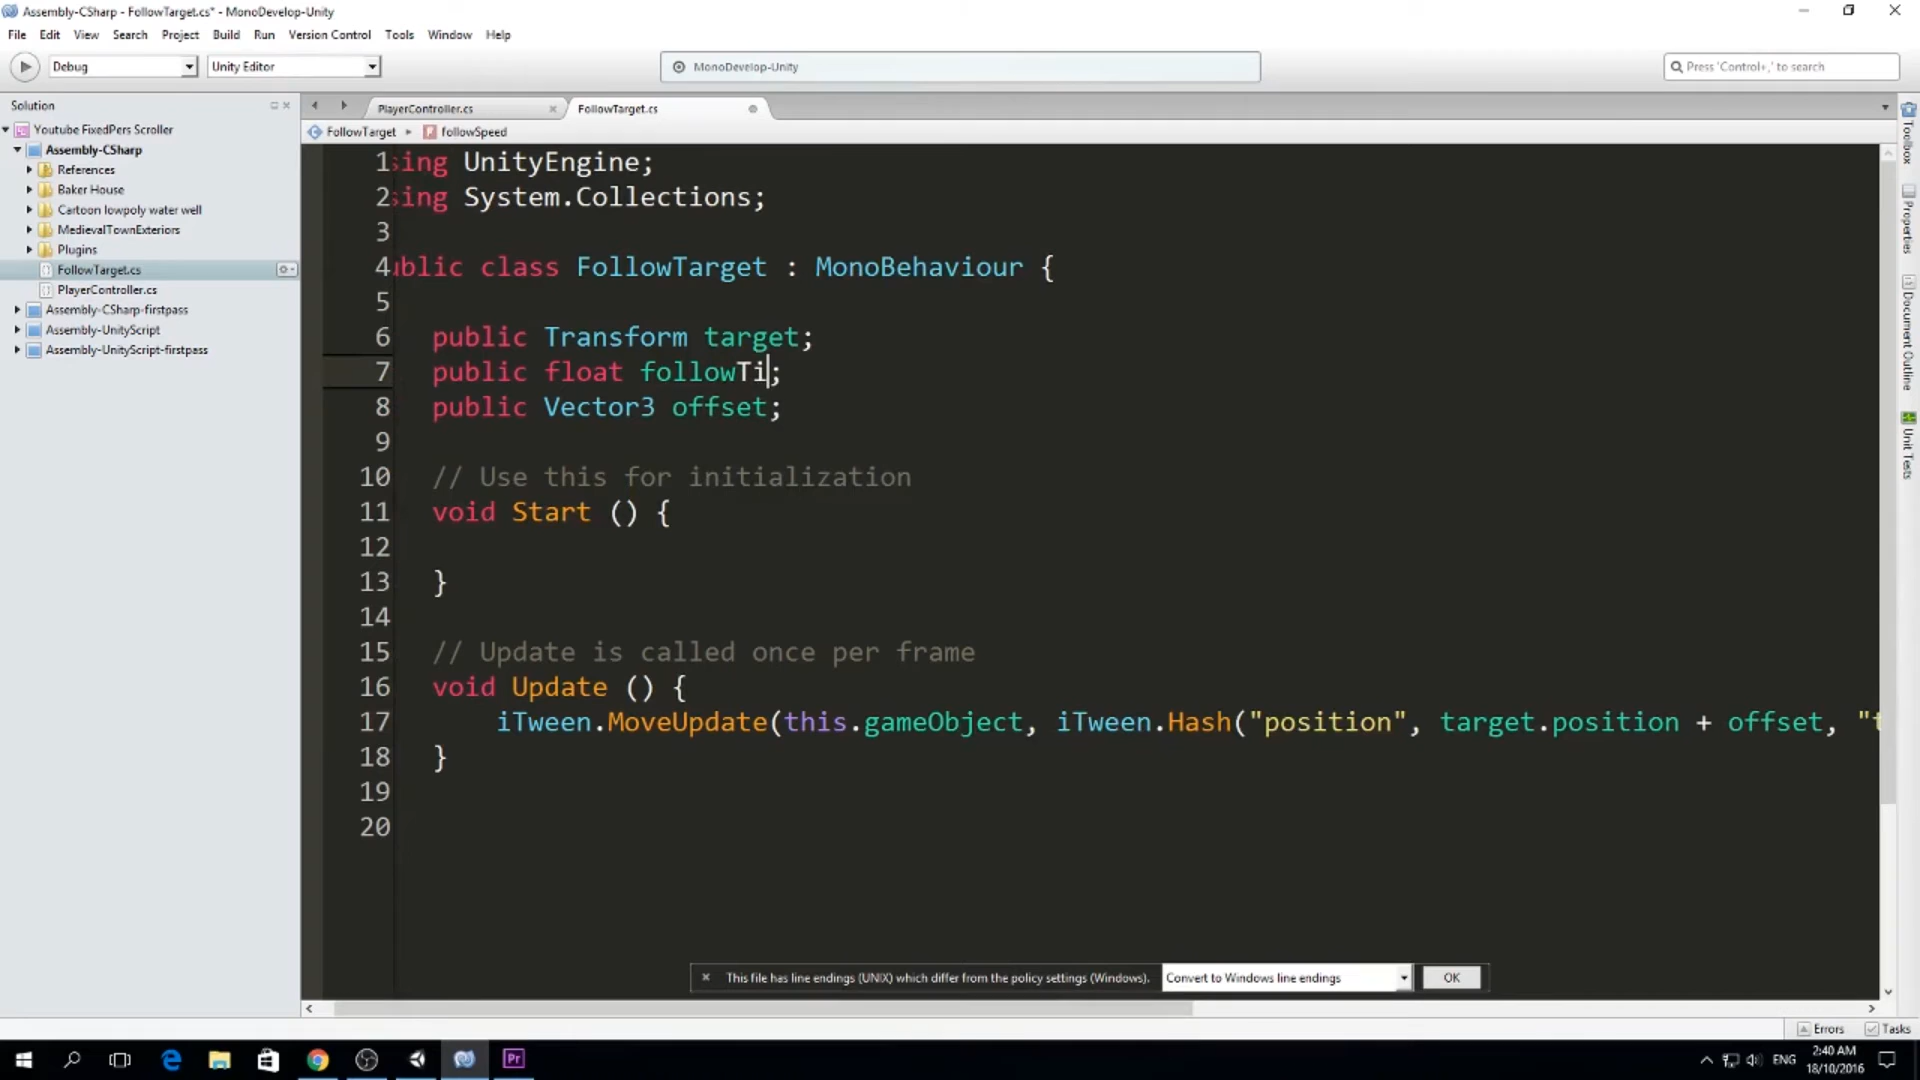 Assembly-CSharp - FollowTarget.cs* - MonoDevelop-Unity
File Edit View Search Project Build Run Version Control Tools Window Help
Debug Unity Editor MonoDevelop-Unity Press 'Control+,' to search
Solution
Youtube FixedPers Scroller
Assembly-CSharp
References
Baker House
Cartoon lowpoly water well
MedievalTownExteriors
Plugins
FollowTarget.cs
PlayerController.cs
Assembly-CSharp-firstpass
Assembly-UnityScript
Assembly-UnityScript-firstpass
PlayerController.cs FollowTarget.cs
FollowTarget followSpeed
1 sing UnityEngine;
2 sing System.Collections;
3
4 ublic class FollowTarget : MonoBehaviour {
5
6 public Transform target;
7 public float followTi;
8 public Vector3 offset;
9
10 // Use this for initialization
11 void Start () {
12
13 }
14
15 // Update is called once per frame
16 void Update () {
17 iTween.MoveUpdate(this.gameObject, iTween.Hash("position", target.position + offset, "t
18 }
19
20
This file has line endings (UNIX) which differ from the policy settings (Windows). Convert to Windows line endings OK
Toolbox
Properties
Document Outline
Unit Tests
Errors Tasks
Pr
ENG
2:40 AM
18/10/2016